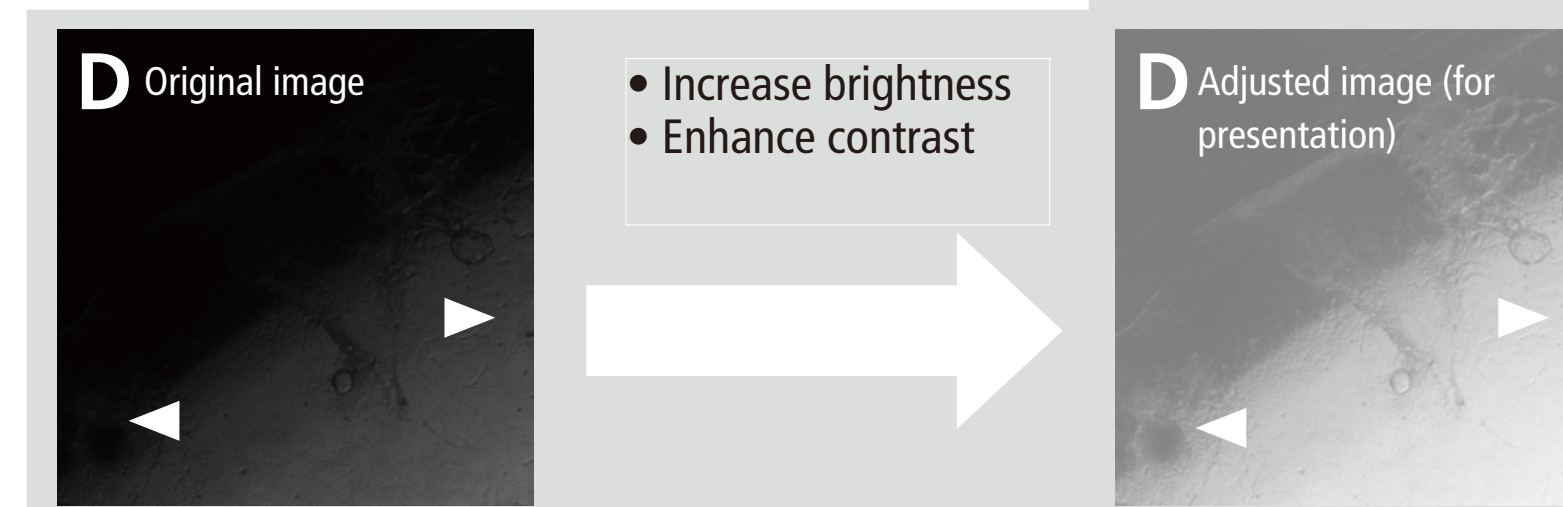 D Original image
• Increase brightness
• Enhance contrast
D Adjusted image (for
presentation)